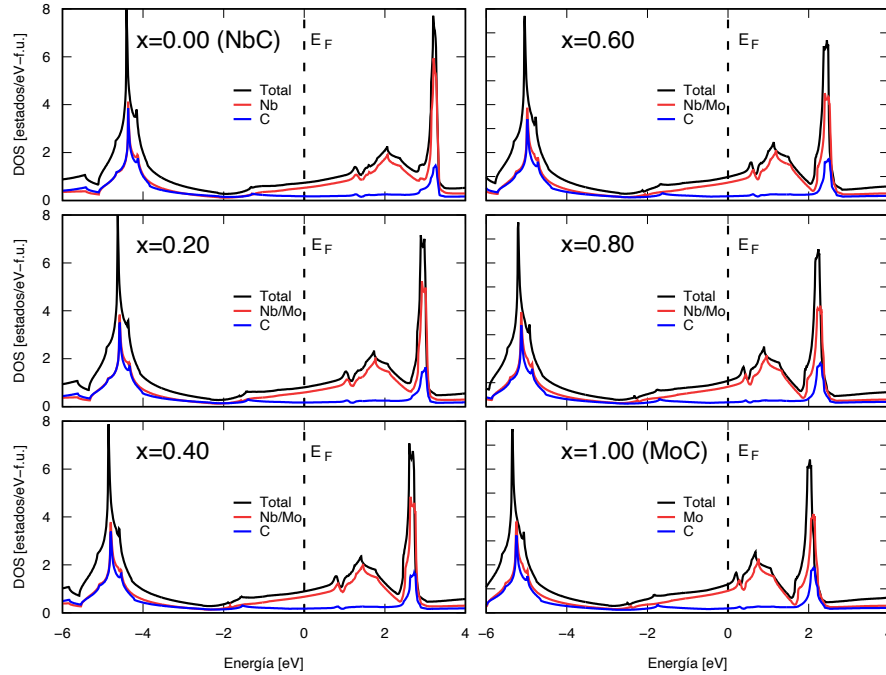 x=0.00 (NbC)
E F
Total
Nb
C
DOS [estados/eV-f.u.]
8
6
4
2
0
x=0.60
E F
Total
Nb/Mo
C
x=0.20
E F
Total
Nb/Mo
C
DOS [estados/eV-f.u.]
8
6
4
2
0
x=0.80
E F
Total
Nb/Mo
C
x=0.40
E F
Total
Nb/Mo
C
DOS [estados/eV-f.u.]
8
6
4
2
0
−6 −4 −2 0 2 4
Energía [eV]
x=1.00 (MoC)
E F
Total
Mo
C
−6 −4 −2 0 2 4
Energía [eV]